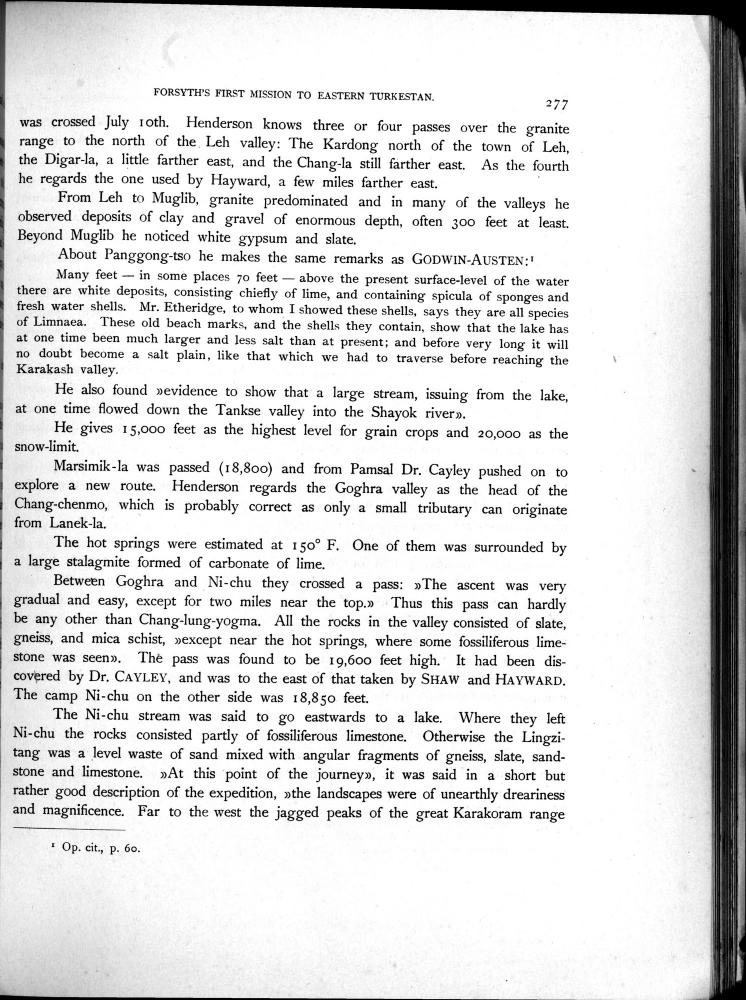 FORSYTH'S FIRST MISSION TO EASTERN TURKESTAN.
277
was crossed July 10th. Henderson knows three or four passes over the granite
range to the north of the Leh valley: The Kardong north of the town of Leh,
the Digar-la, a little farther east, and the Chang-la still farther east. As the fourth
he regards the one used by Hayward, a few miles farther east.
From Leh to Muglib, granite predominated and in many of the valleys he
observed deposits of clay and gravel of enormous depth, often 300 feet at least.
Beyond Muglib he noticed white gypsum and slate.
About Panggong-tso he makes the same remarks as GODWIN-AUSTEN:¹
Many feet — in some places 70 feet — above the present surface-level of the water
there are white deposits, consisting chiefly of lime, and containing spicula of sponges and
fresh water shells. Mr. Etheridge, to whom I showed these shells, says they are all species
of Limnaea. These old beach marks, and the shells they contain, show that the lake has
at one time been much larger and less salt than at present; and before very long it will
no doubt become a salt plain, like that which we had to traverse before reaching the
Karakash valley.
He also found »evidence to show that a large stream, issuing from the lake,
at one time flowed down the Tankse valley into the Shayok river».
He gives 15,000 feet as the highest level for grain crops and 20,000 as the
snow-limit.
Marsimik-la was passed (18,800) and from Pamsal Dr. Cayley pushed on to
explore a new route. Henderson regards the Goghra valley as the head of the
Chang-chenmo, which is probably correct as only a small tributary can originate
from Lanek-la.
The hot springs were estimated at 150° F. One of them was surrounded by
a large stalagmite formed of carbonate of lime.
Between Goghra and Ni-chu they crossed a pass: »The ascent was very
gradual and easy, except for two miles near the top.» Thus this pass can hardly
be any other than Chang-lung-yogma. All the rocks in the valley consisted of slate,
gneiss, and mica schist, »except near the hot springs, where some fossiliferous lime-
stone was seen». The pass was found to be 19,600 feet high. It had been dis-
covered by Dr. CAYLEY, and was to the east of that taken by SHAW and HAYWARD.
The camp Ni-chu on the other side was 18,850 feet.
The Ni-chu stream was said to go eastwards to a lake. Where they left
Ni-chu the rocks consisted partly of fossiliferous limestone. Otherwise the Lingzi-
tang was a level waste of sand mixed with angular fragments of gneiss, slate, sand-
stone and limestone. »At this point of the journey», it was said in a short but
rather good description of the expedition, »the landscapes were of unearthly dreariness
and magnificence. Far to the west the jagged peaks of the great Karakoram range
¹ Op. cit., p. 60.